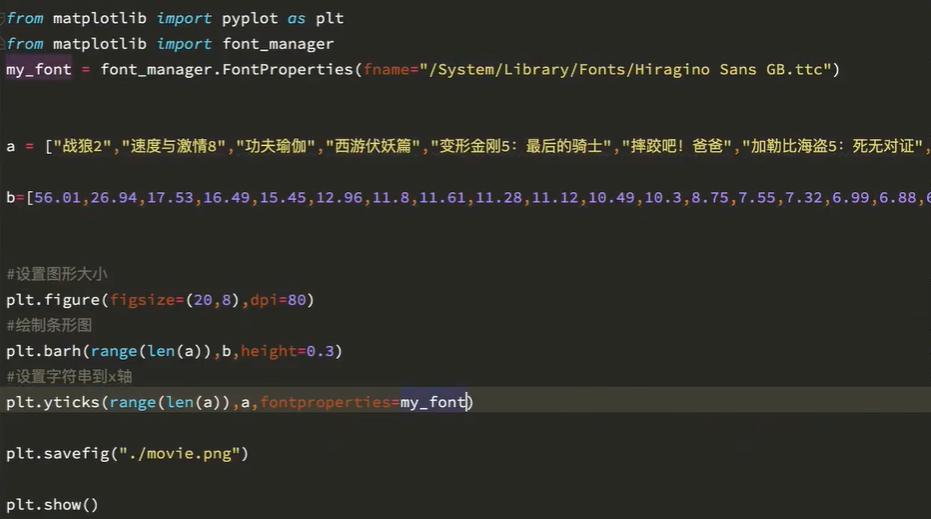 from matplotlib import pyplot as plt
from matplotlib import font_manager
my_font = font_manager.FontProperties(fname="/System/Library/Fonts/Hiragino Sans GB.ttc")
a = ["战狼2","速度与激情8","功夫瑜伽","西游伏妖篇","变形金刚5：最后的骑士","摔跤吧！爸爸","加勒比海盗5：死无对证",
b=[56.01,26.94,17.53,16.49,15.45,12.96,11.8,11.61,11.28,11.12,10.49,10.3,8.75,7.55,7.32,6.99,6.88,
#设置图形大小
plt.figure(figsize=(20,8),dpi=80)
#绘制条形图
plt.barh(range(len(a)),b,height=0.3)
#设置字符串到x轴
plt.yticks(range(len(a)),a,fontproperties=my_font)
plt.savefig("./movie.png")
plt.show()